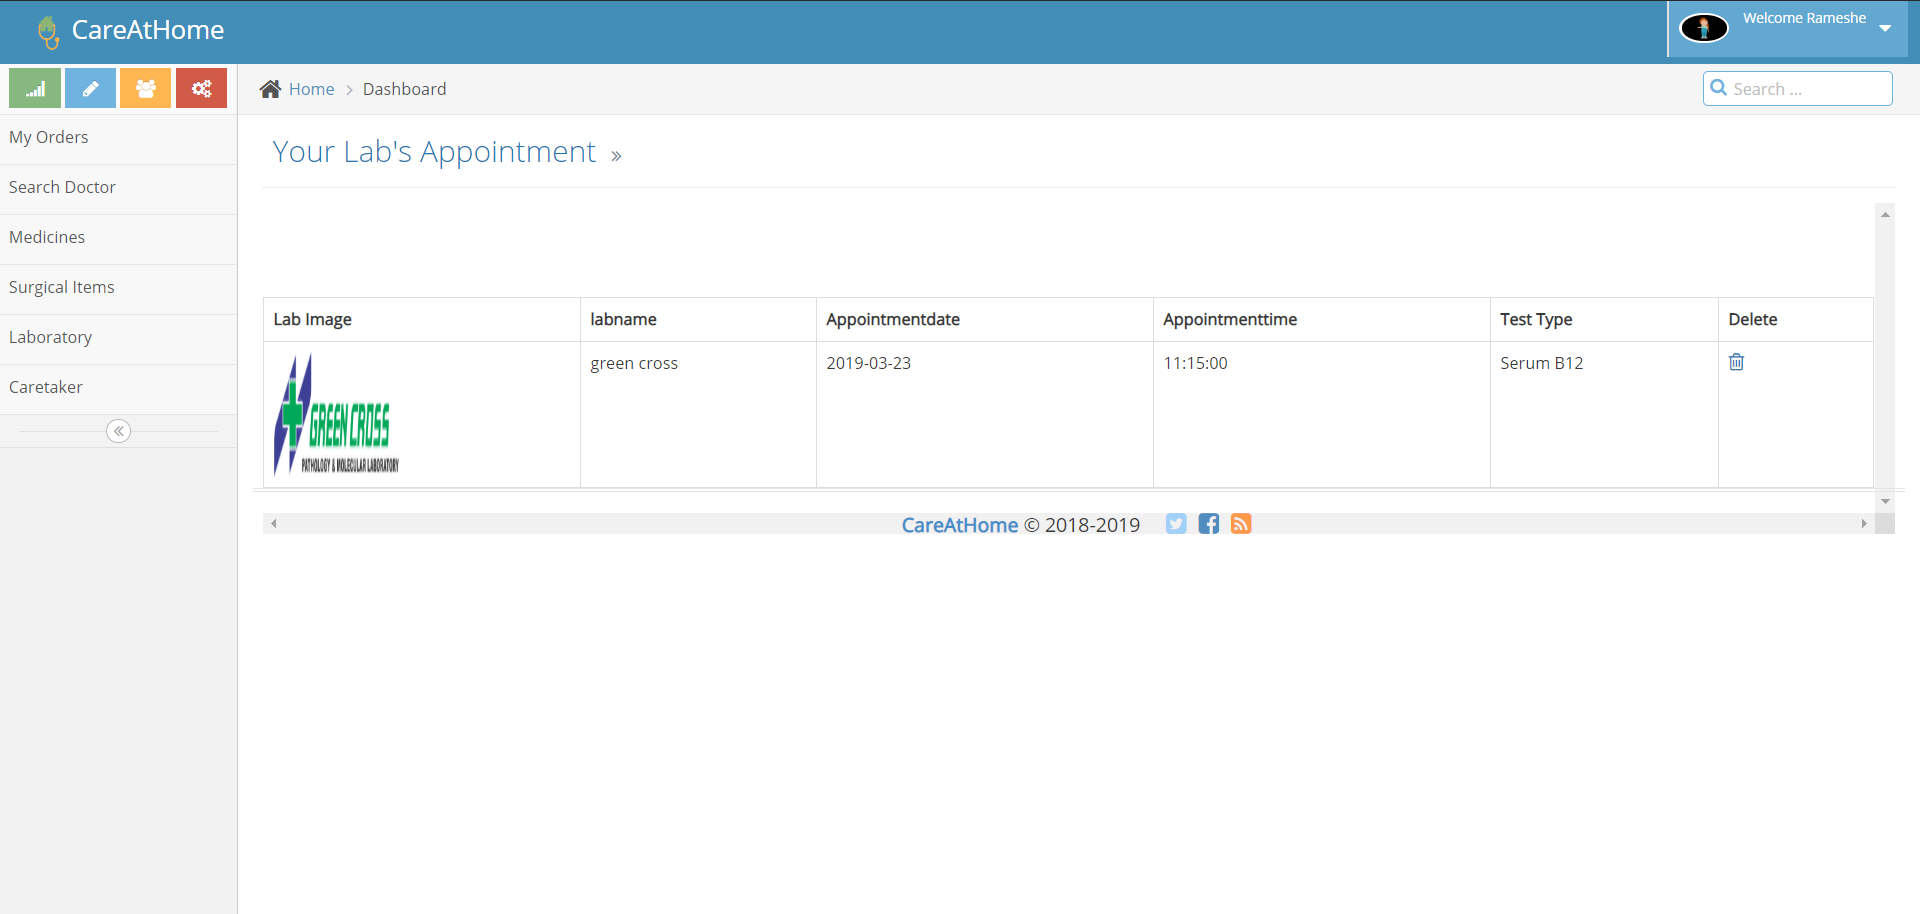 CareAtHome
Welcome Rameshe
Home
Dashboard
Search ...
My Orders
Search Doctor
Medicines
Surgical Items
Laboratory
Caretaker
Your Lab's Appointment »
Lab Image labname Appointmentdate Appointmenttime Test Type Delete
green cross 2019-03-23 11:15:00 Serum B12
GREEN CROSS
PATHOLOGY & MOLECULAR LABORATORY
CareAtHome © 2018-2019